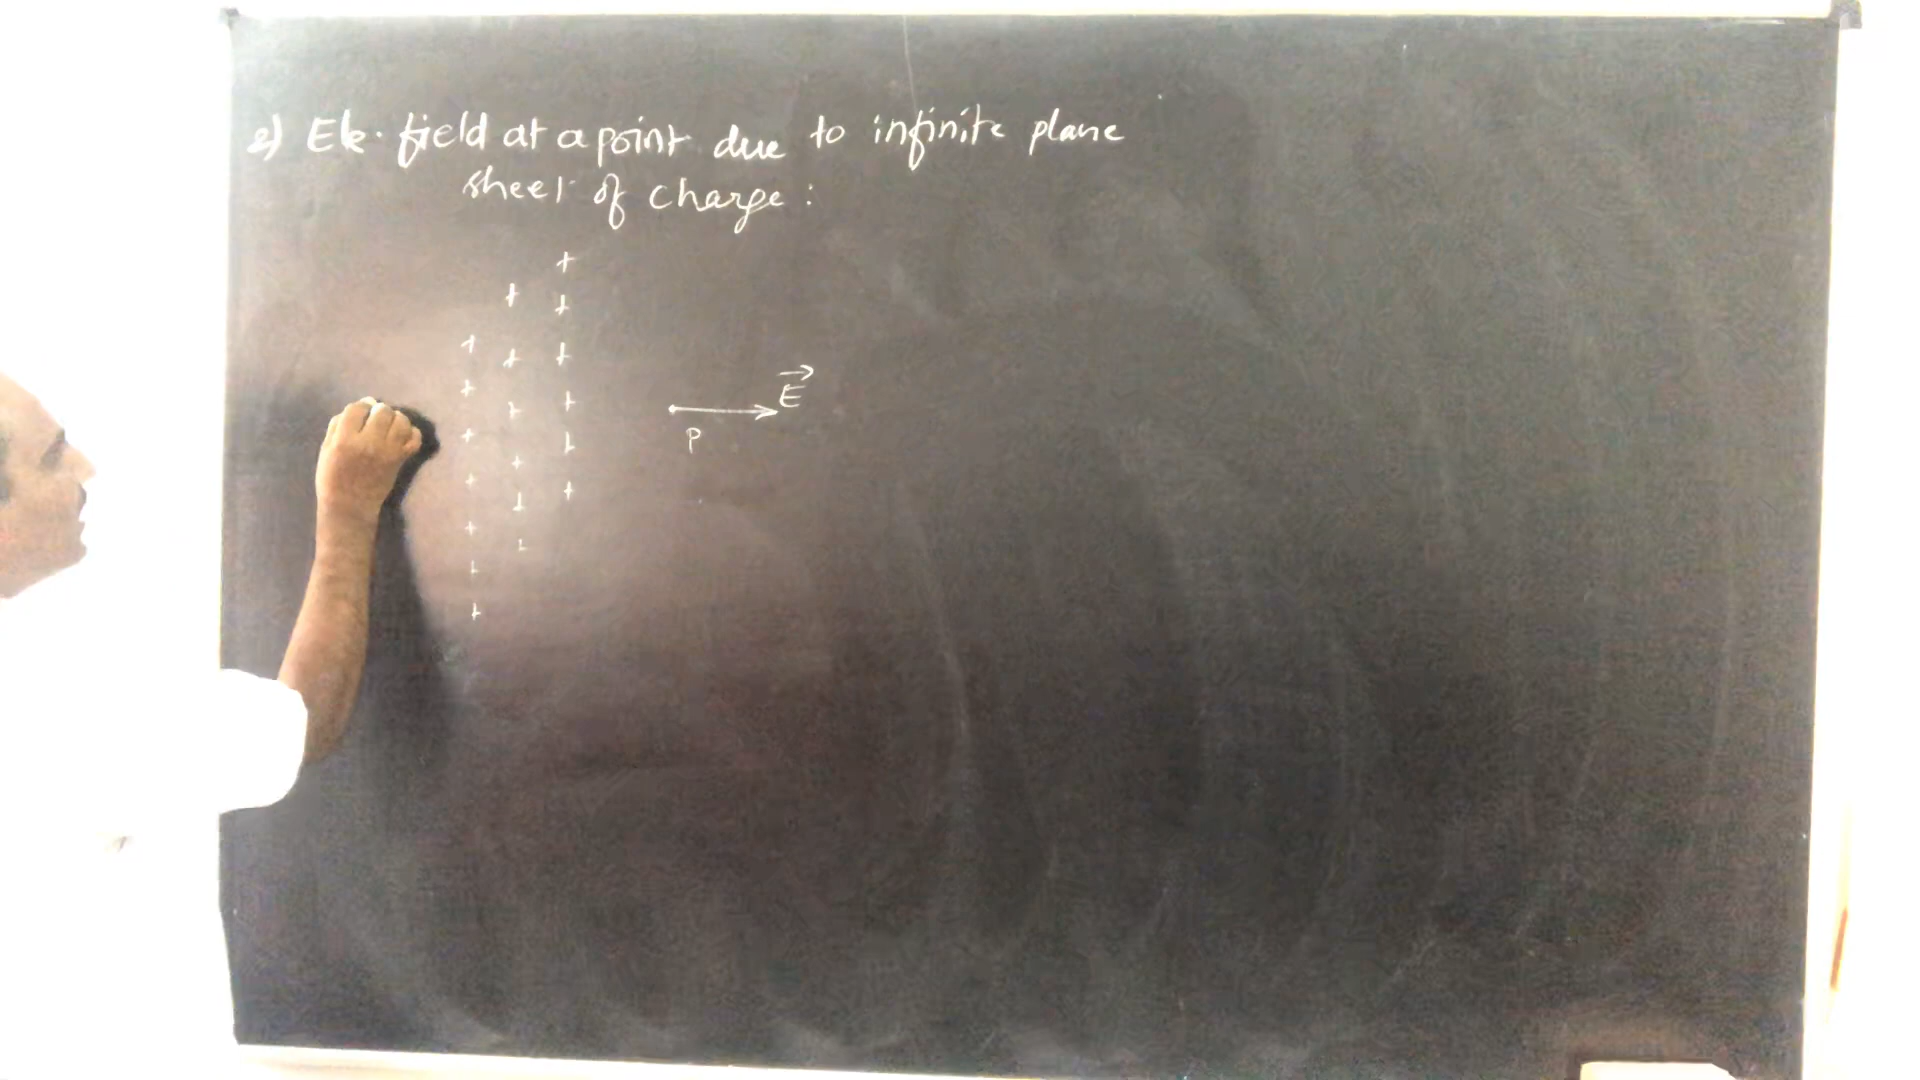 2) Ele. field at a point due to infinite plane
sheet of charge :
E
P